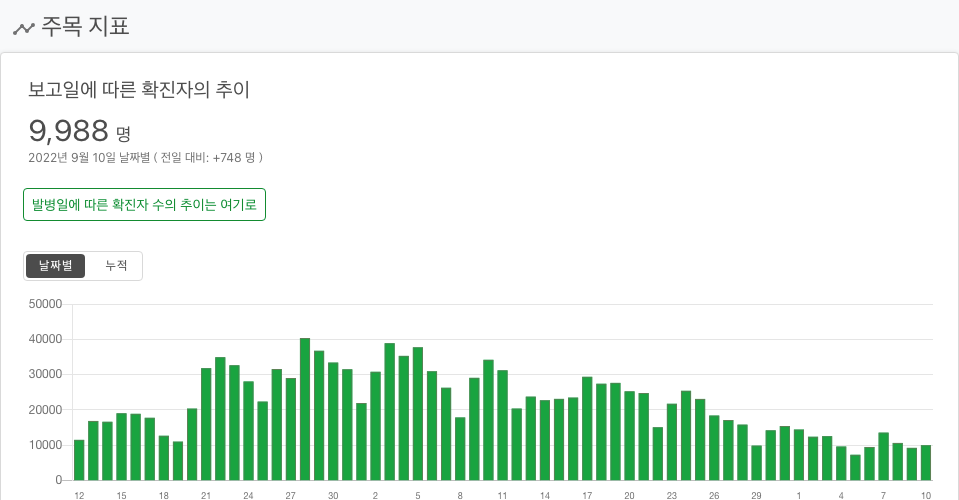 주목 지표
보고일에 따른 확진자의 추이
9,988 명
2022년 9월 10일 날짜별 ( 전일 대비: +748 명 )
발병일에 따른 확진자 수의 추이는 여기로
날짜별 누적
50000
40000
30000
20000
10000
0
12 15 18 21 24 27 30 2 5 8 11 14 17 20 23 26 29 1 4 7 10